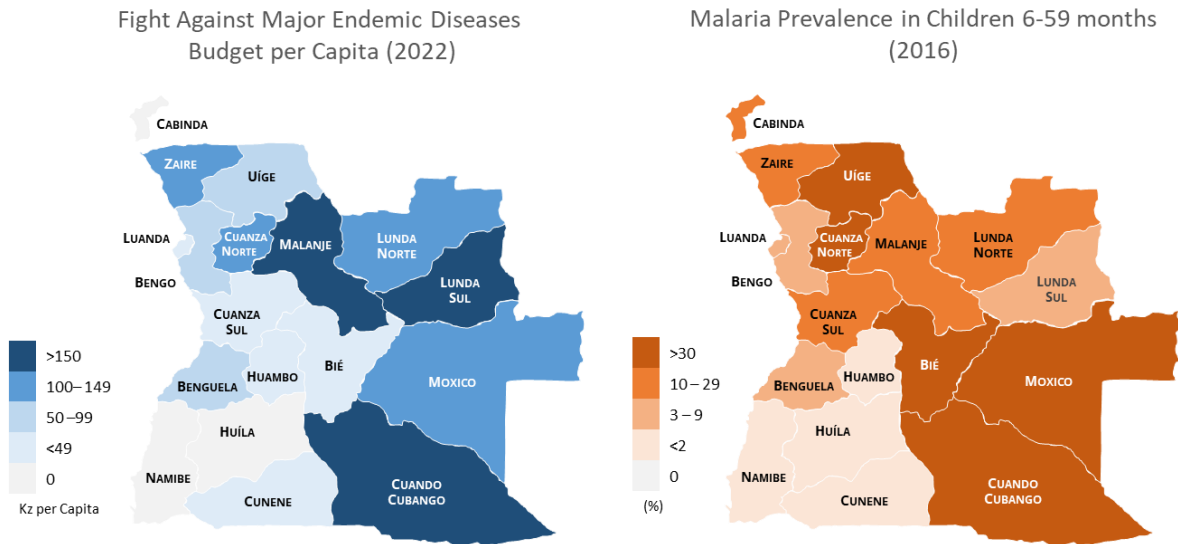 Fight Against Major Endemic Diseases
Budget per Capita (2022)
CABINDA
ZAIRE
UÍGE
LUANDA
CUANZA
NORTE
MALANJE
LUNDA
NORTE
BENGO
LUNDA
SUL
CUANZA
SUL
BENGUELA
HUAMBO
BIÉ
MOXICO
HUÍLA
NAMIBE
CUNENE
CUANDO
CUBANGO
>150
100–149
50–99
<49
0
Kz per Capita
Malaria Prevalence in Children 6-59 months
(2016)
CABINDA
ZAIRE
UÍGE
LUANDA
CUANZA
NORTE
MALANJE
LUNDA
NORTE
BENGO
LUNDA
SUL
CUANZA
SUL
BENGUELA
HUAMBO
BIÉ
MOXICO
HUÍLA
NAMIBE
CUNENE
CUANDO
CUBANGO
>30
10 – 29
3 – 9
<2
0
(%)